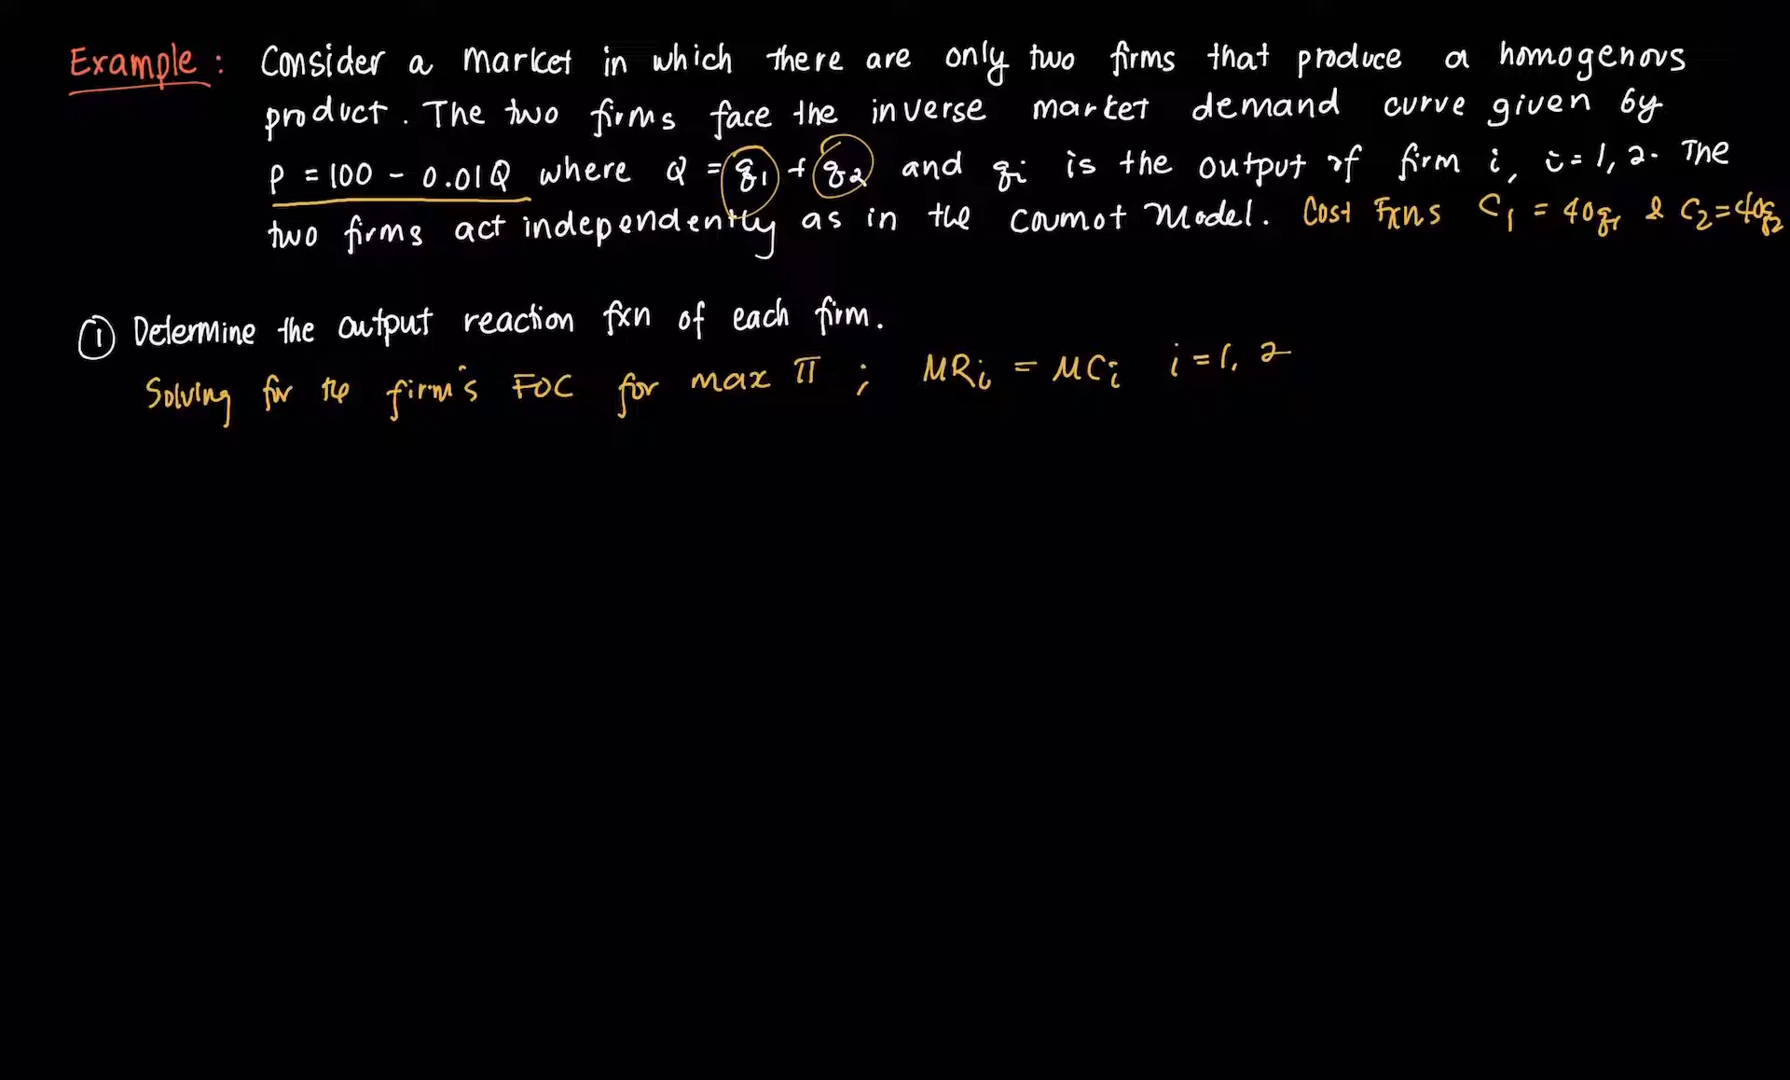 Example: Consider a market in which there are only two firms that produce a homogenous
product. The two firms face the inverse market demand curve given by
P = 100 - 0.01Q where Q = q1 + q2 and qi is the output of firm i, i = 1, 2. The
two firms act independently as in the Cournot Model. Cost Fxns C1 = 40q1 & C2 = 40q2
① Determine the output reaction fxn of each firm.
Solving for the firm's FOC for max π ; MRi = MCi i = 1, 2